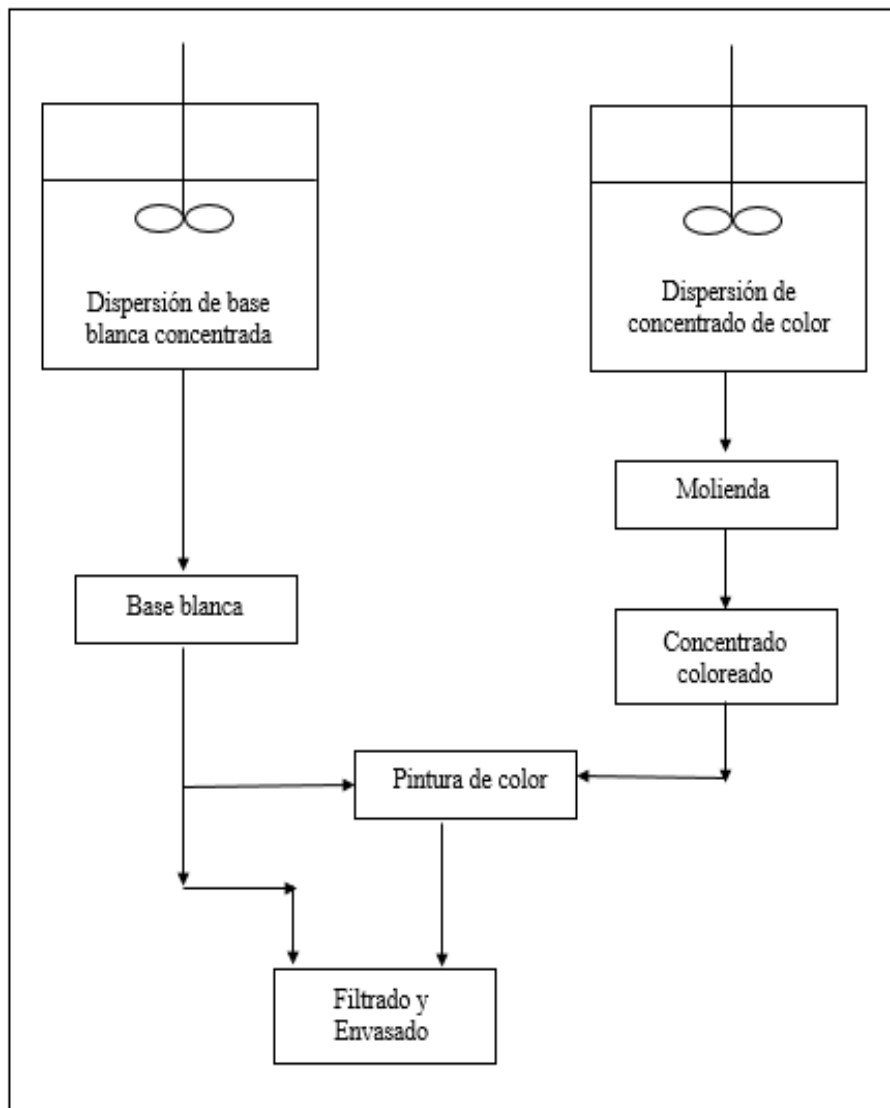 Dispersión de base
blanca concentrada
Dispersión de
concentrado de color
Molienda
Base blanca
Concentrado
coloreado
Pintura de color
Filtrado y
Envasado